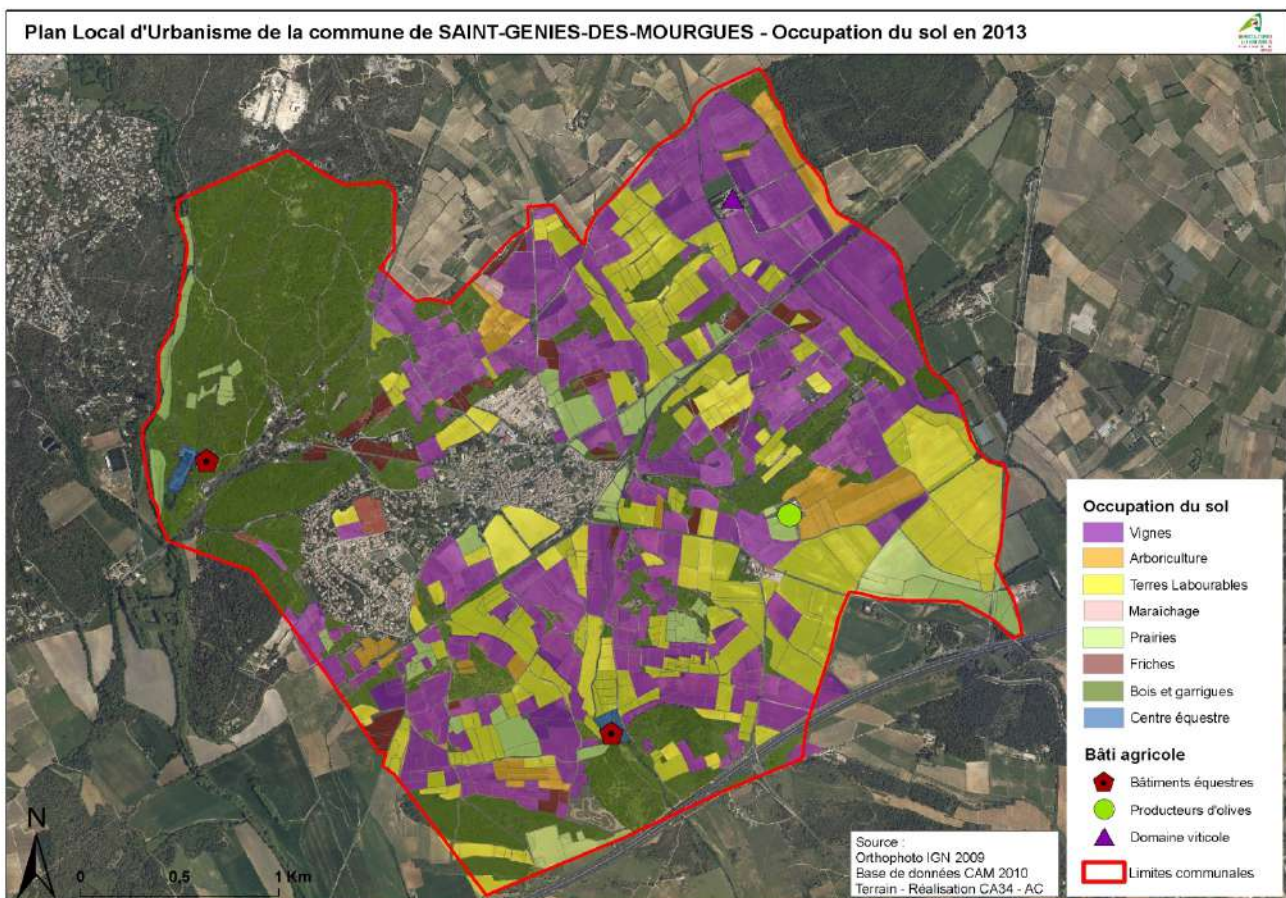 Plan Local d'Urbanisme de la commune de SAINT-GENIES-DES-MOURGUES - Occupation du sol en 2013
Occupation du sol
Vignes
Arboriculture
Terres Labourables
Maraîchage
Prairies
Friches
Bois et garrigues
Centre équestre
Bâti agricole
Bâtiments équestres
Producteurs d'olives
Domaine viticole
Limites communales
Source :
Orthophoto IGN 2009
Base de données CAM 2010
Terrain - Réalisation CA34 - AC
N
0 0,5 1 Km